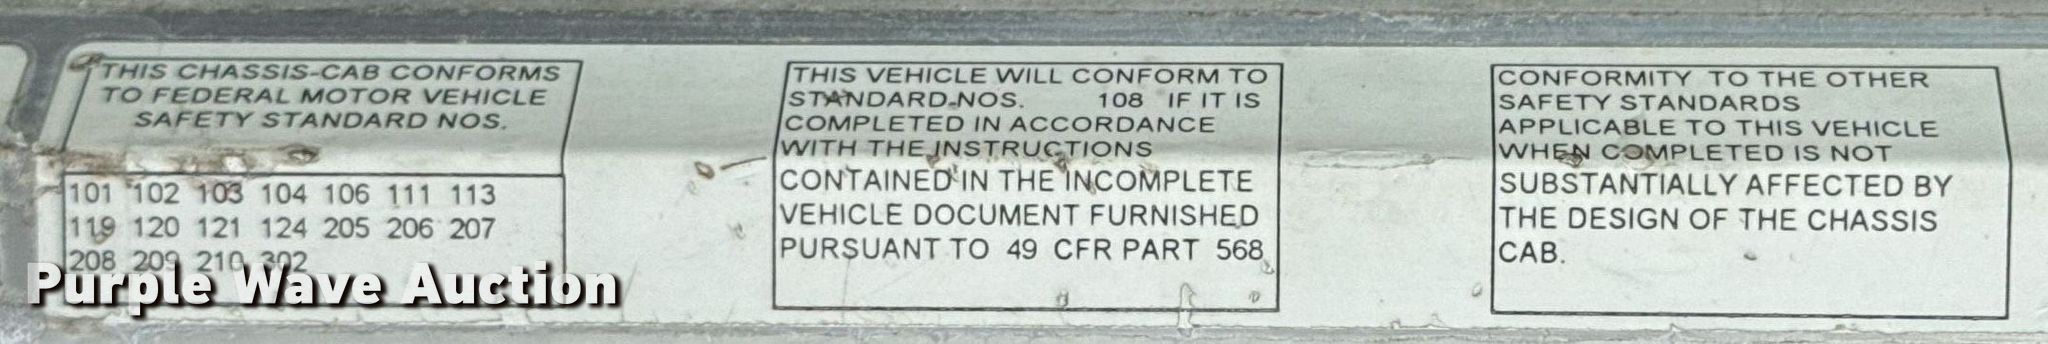 THIS CHASSIS-CAB CONFORMS
TO FEDERAL MOTOR VEHICLE
SAFETY STANDARD NOS.
101 102 103 104 106 111 113
119 120 121 124 205 206 207
208 209 210 302
THIS VEHICLE WILL CONFORM TO
STANDARD NOS. 108 IF IT IS
COMPLETED IN ACCORDANCE
WITH THE INSTRUCTIONS
CONTAINED IN THE INCOMPLETE
VEHICLE DOCUMENT FURNISHED
PURSUANT TO 49 CFR PART 568
CONFORMITY TO THE OTHER
SAFETY STANDARDS
APPLICABLE TO THIS VEHICLE
WHEN COMPLETED IS NOT
SUBSTANTIALLY AFFECTED BY
THE DESIGN OF THE CHASSIS
CAB.
Purple Wave Auction